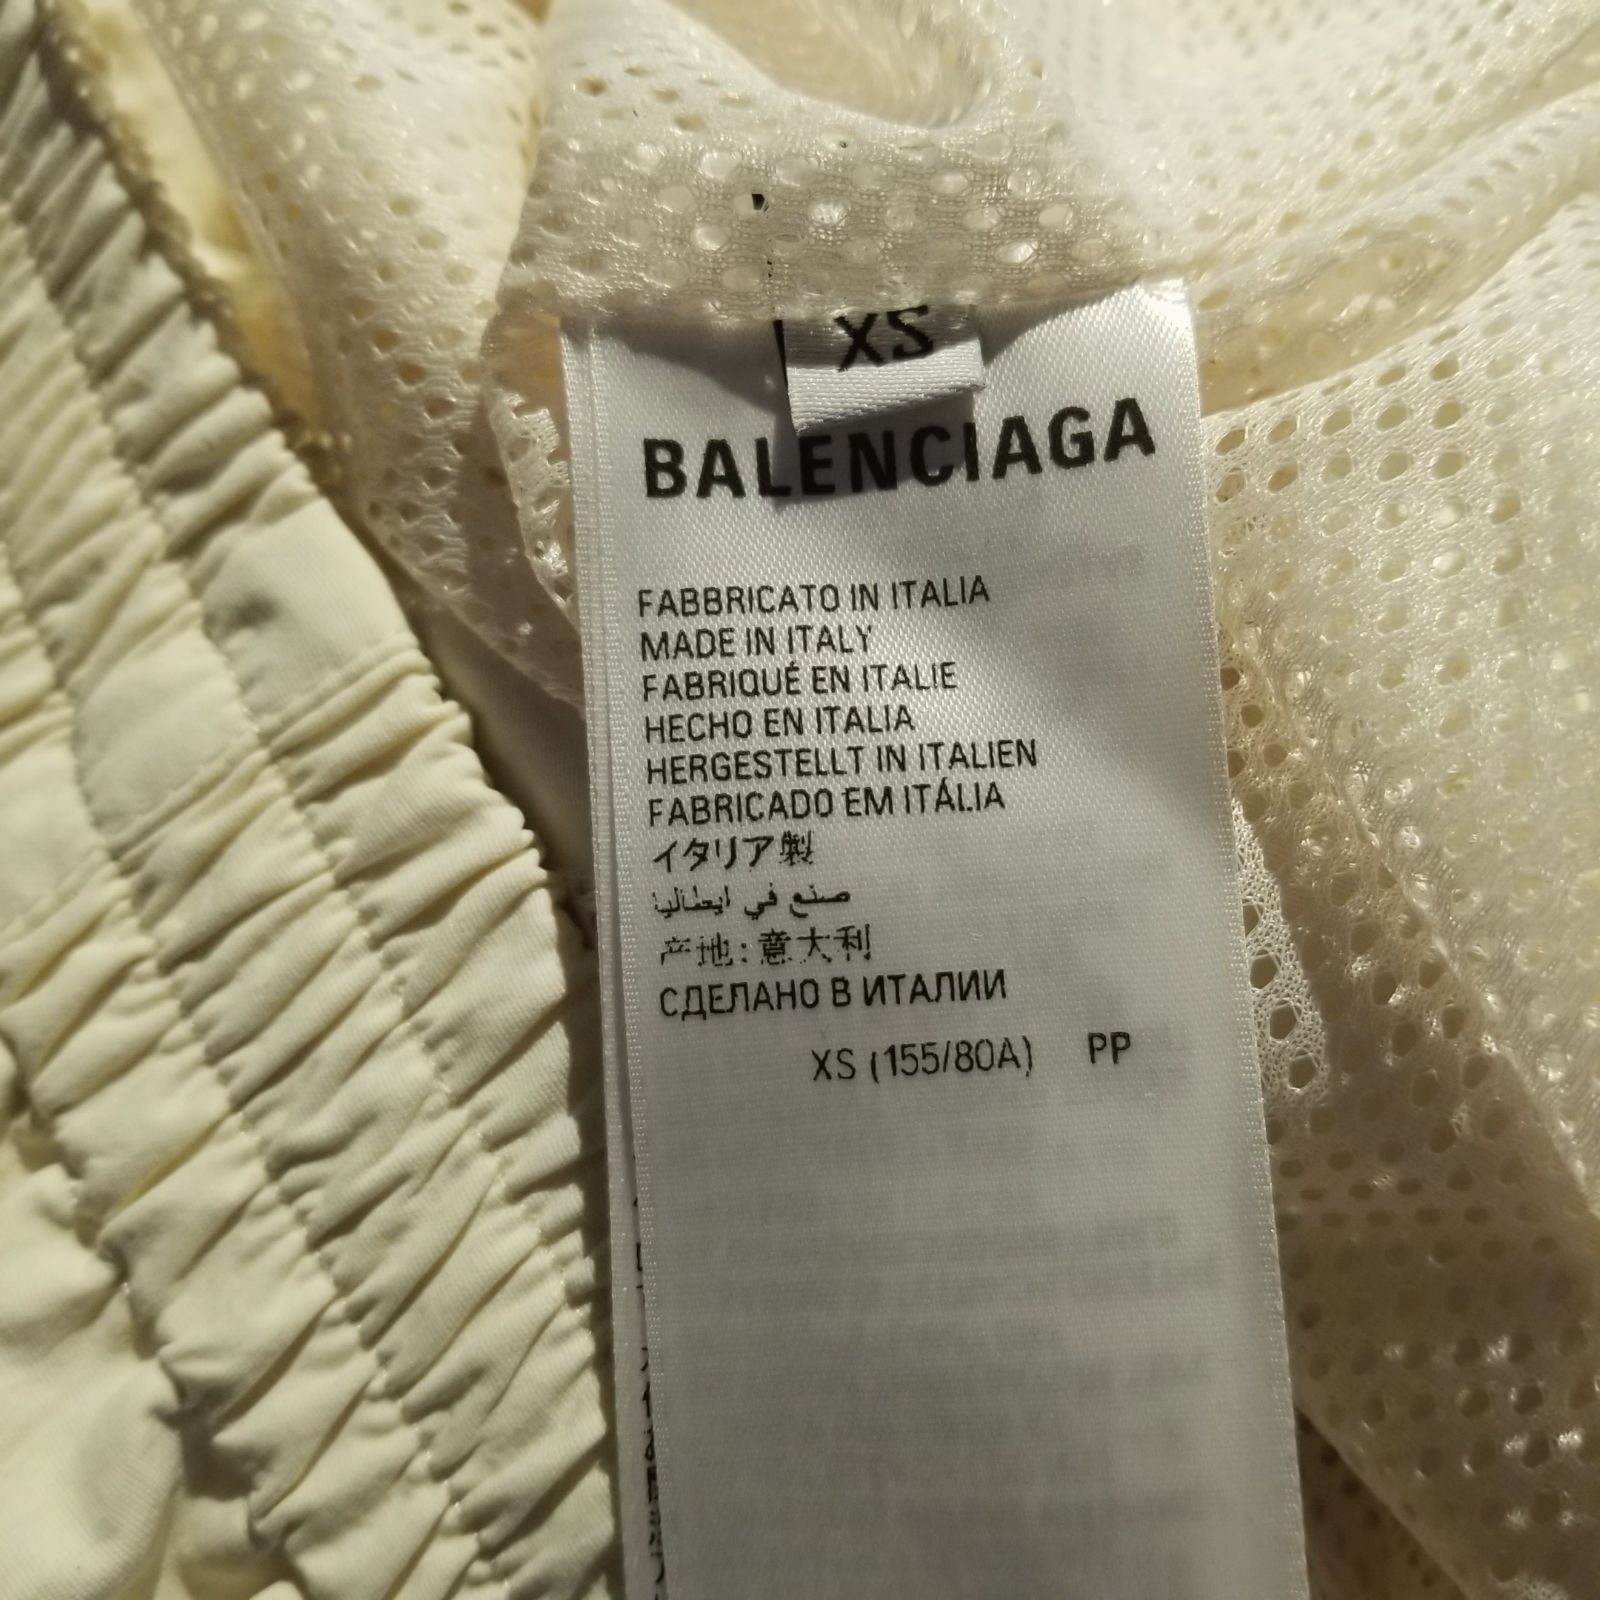 XS
BALENCIAGA
FABBRICATO IN ITALIA
MADE IN ITALY
FABRIQUÉ EN ITALIE
HECHO EN ITALIA
HERGESTELLT IN ITALIEN
FABRICADO EM ITÁLIA
イタリア製
صنع في ايطاليا
产地:意大利
СДЕЛАНО В ИТАЛИИ
XS (155/80A) PP